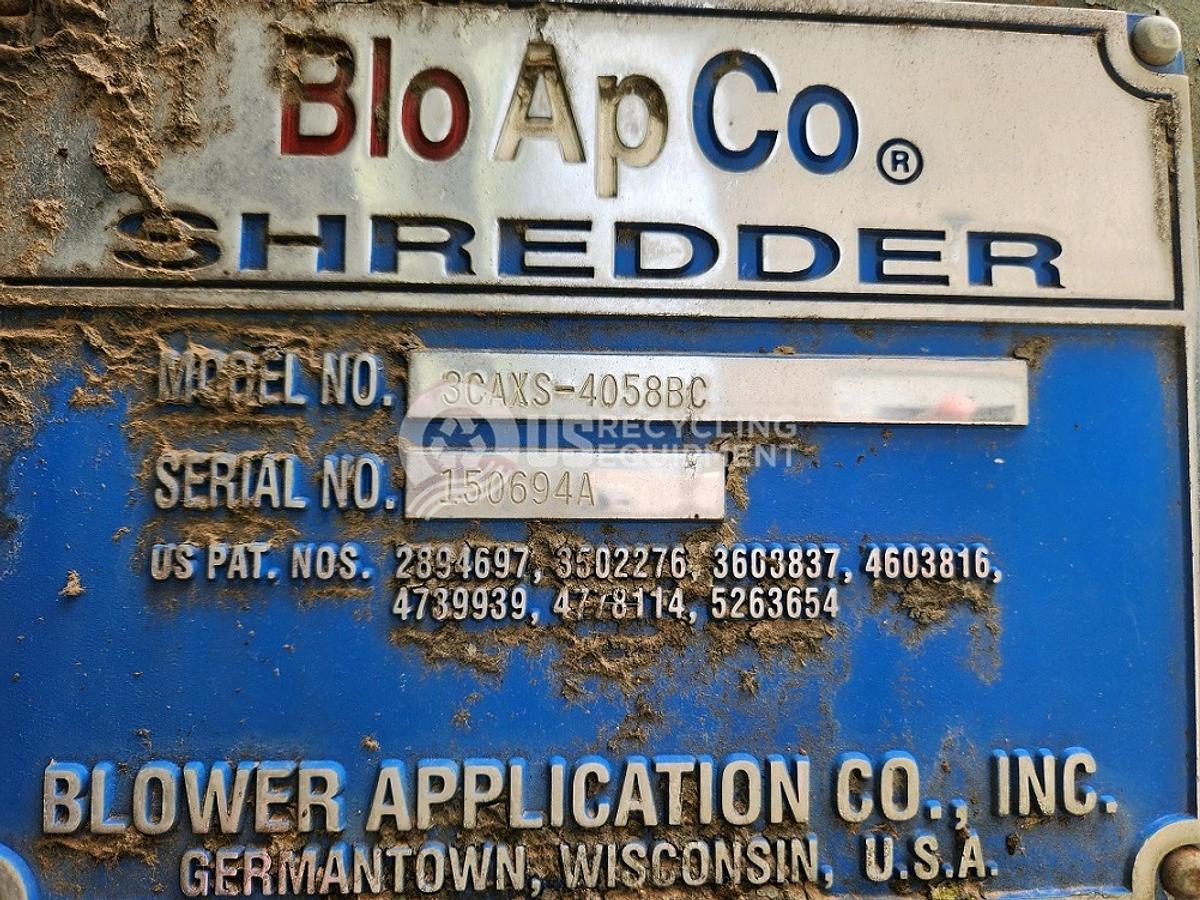 BloApCo®
SHREDDER
MODEL NO. 3CAXS-4058BC
US RECYCLING EQUIPMENT
SERIAL NO. 150694A
US PAT. NOS. 2894697, 3502276, 3603837, 4603816,
4739939, 4778114, 5263654
BLOWER APPLICATION CO., INC.
GERMANTOWN, WISCONSIN, U.S.A.